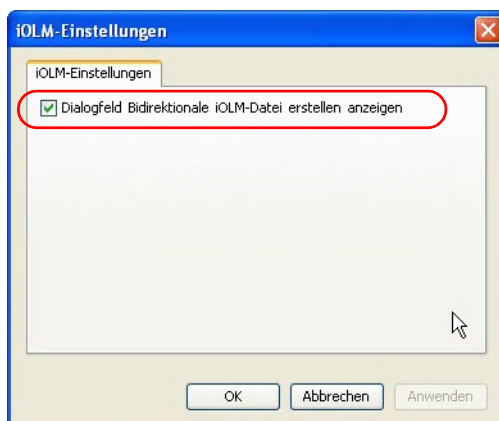 iOLM-Einstellungen
iOLM-Einstellungen
Dialogfeld Bidirektionale iOLM-Datei erstellen anzeigen
OK
Abbrechen
Anwenden